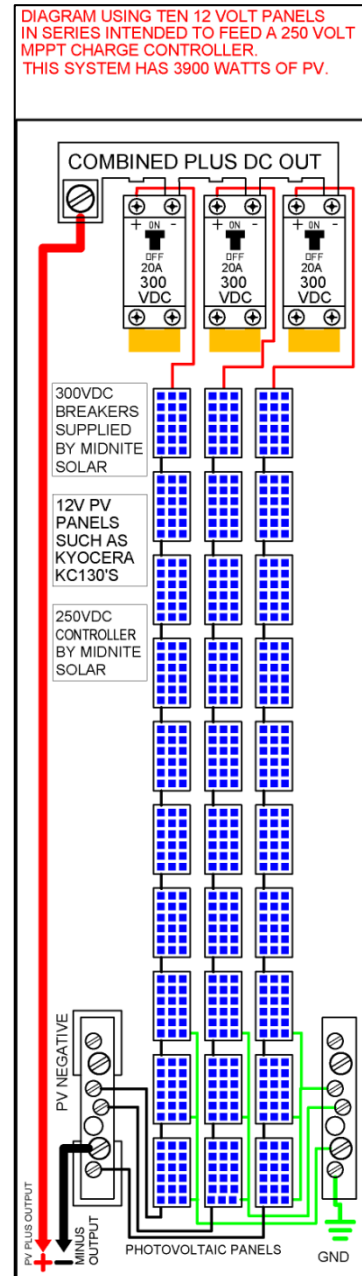 DIAGRAM USING TEN 12 VOLT PANELS
IN SERIES INTENDED TO FEED A 250 VOLT
MPPT CHARGE CONTROLLER.
THIS SYSTEM HAS 3900 WATTS OF PV.
COMBINED PLUS DC OUT
+ ON -
OFF
20A
300
VDC
+ ON -
OFF
20A
300
VDC
+ ON -
OFF
20A
300
VDC
300VDC
BREAKERS
SUPPLIED
BY MIDNITE
SOLAR
12V PV
PANELS
SUCH AS
KYOCERA
KC130'S
250VDC
CONTROLLER
BY MIDNITE
SOLAR
PV NEGATIVE
PV PLUS OUTPUT
+
-
MINUS
OUTPUT
PHOTOVOLTAIC PANELS
GND